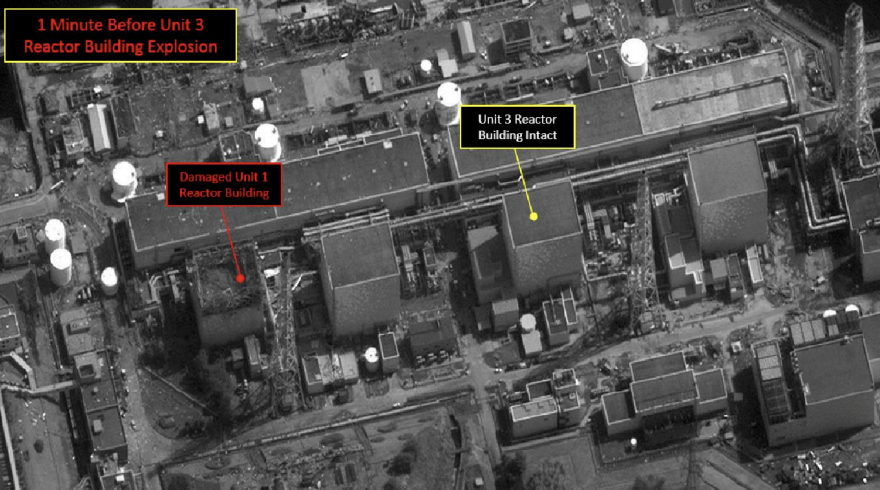 1 Minute Before Unit 3
Reactor Building Explosion
Unit 3 Reactor
Building Intact
Damaged Unit 1
Reactor Building